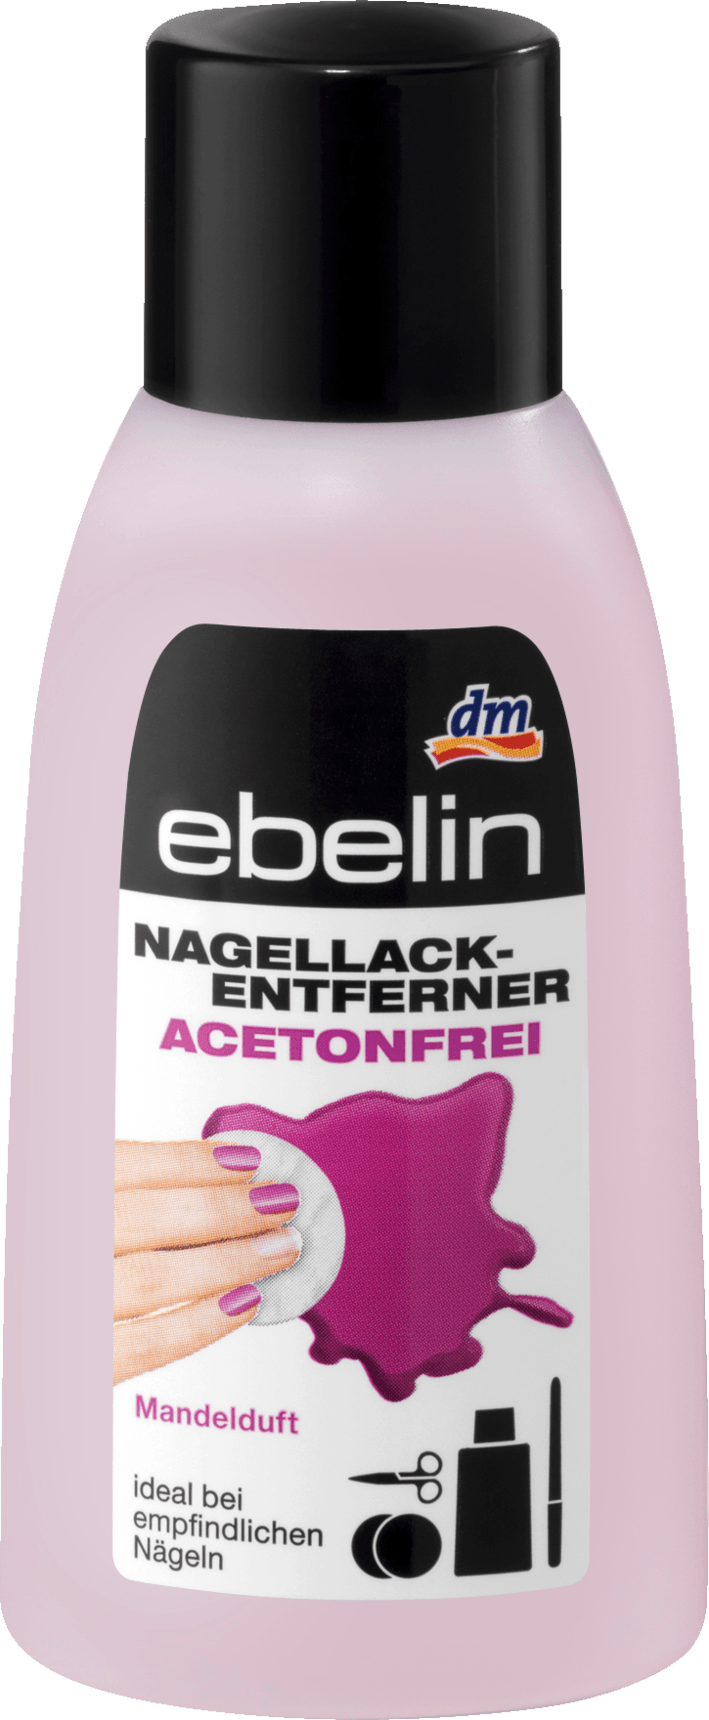 dm
ebelin
NAGELLACK-
ENTFERNER
ACETONFREI
Mandelduft
ideal bei
empfindlichen
Nägeln